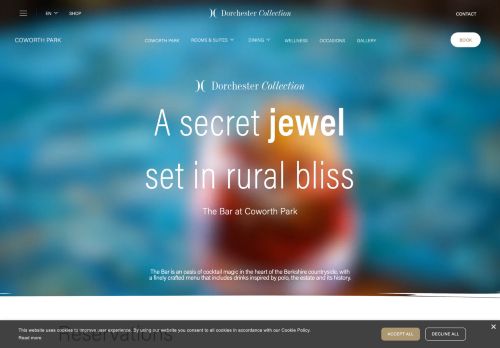 EN SHOP Dorchester Collection CONTACT
COWORTH PARK COWORTH PARK ROOMS & SUITES DINING WELLNESS OCCASIONS GALLERY BOOK
Dorchester Collection
A secret jewel
set in rural bliss
The Bar at Coworth Park
The Bar is an oasis of cocktail magic in the heart of the Berkshire countryside, with
a finely crafted menu that includes drinks inspired by polo, the estate and its history.
Reservations
This website uses cookies to improve user experience. By using our website you consent to all cookies in accordance with our Cookie Policy.
Read more
ACCEPT ALL DECLINE ALL